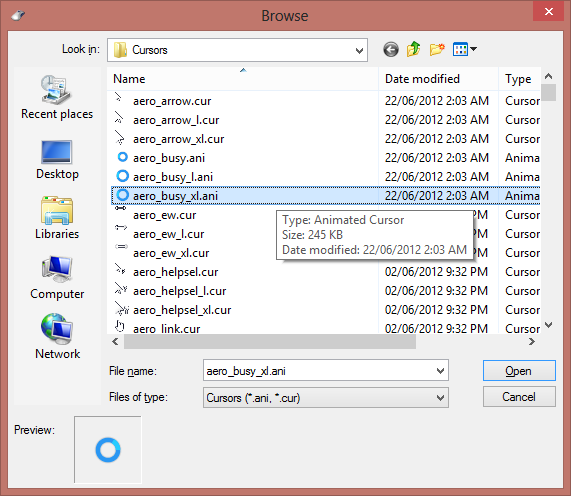 Browse
Look in: Cursors
Recent places
Desktop
Libraries
Computer
Network
Name Date modified Type
aero_arrow.cur 22/06/2012 2:03 AM Cursor
aero_arrow_l.cur 22/06/2012 2:03 AM Cursor
aero_arrow_xl.cur 22/06/2012 2:03 AM Cursor
aero_busy.ani 22/06/2012 2:03 AM Anima
aero_busy_l.ani 22/06/2012 2:03 AM Anima
aero_busy_xl.ani 22/06/2012 2:03 AM Anima
aero_ew.cur PM Cursor
aero_ew_l.cur PM Cursor
aero_ew_xl.cur PM Cursor
aero_helpsel.cur 02/06/2012 9:32 PM Cursor
aero_helpsel_l.cur 02/06/2012 9:32 PM Cursor
aero_helpsel_xl.cur 02/06/2012 9:32 PM Cursor
aero_link.cur 02/06/2012 9:32 PM Cursor
Type: Animated Cursor
Size: 245 KB
Date modified: 22/06/2012 2:03 AM
File name: aero_busy_xl.ani Open
Files of type: Cursors (*.ani, *.cur) Cancel
Preview: